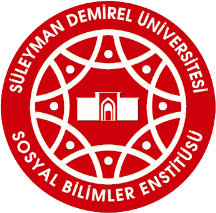 SÜLEYMAN DEMİREL ÜNİVERSİTESİ
SOSYAL BİLİMLER ENSTİTÜSÜ